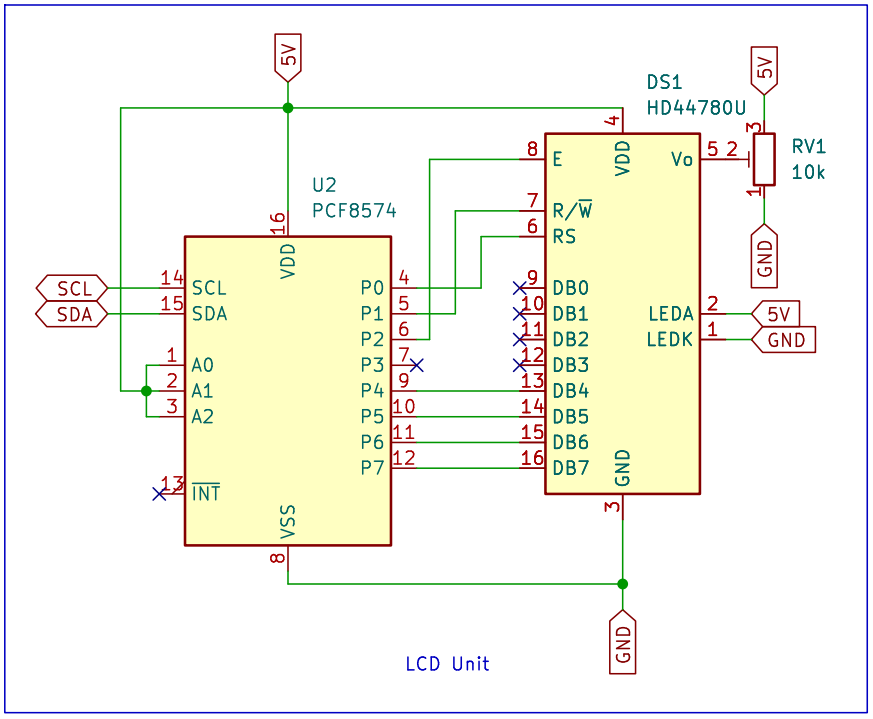 5V
5V
DS1
HD44780U
4
3
VDD
8 E
Vo 5 2
RV1
10k
1
U2
PCF8574
7 R/W
6 RS
16
VDD
GND
14 SCL
SCL
P0 4
9 DB0
15 SDA
SDA
P1 5
10 DB1
LEDA 2
5V
P2 6
11 DB2
LEDK 1
GND
1 A0
P3 7
12 DB3
2 A1
P4 9
13 DB4
3 A2
P5 10
14 DB5
P6 11
15 DB6
P7 12
16 DB7
GND
13 INT
VSS
3
8
GND
LCD Unit